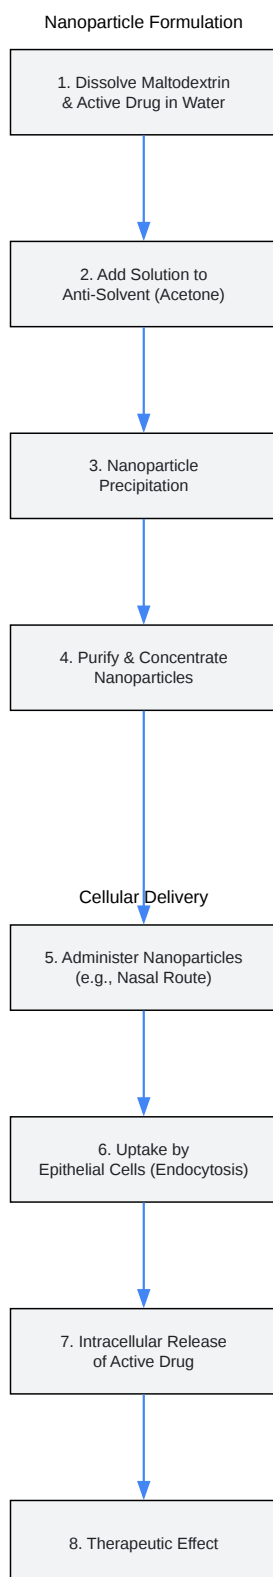 Nanoparticle Formulation
1. Dissolve Maltodextrin
& Active Drug in Water
2. Add Solution to
Anti-Solvent (Acetone)
3. Nanoparticle
Precipitation
4. Purify & Concentrate
Nanoparticles
Cellular Delivery
5. Administer Nanoparticles
(e.g., Nasal Route)
6. Uptake by
Epithelial Cells (Endocytosis)
7. Intracellular Release
of Active Drug
8. Therapeutic Effect